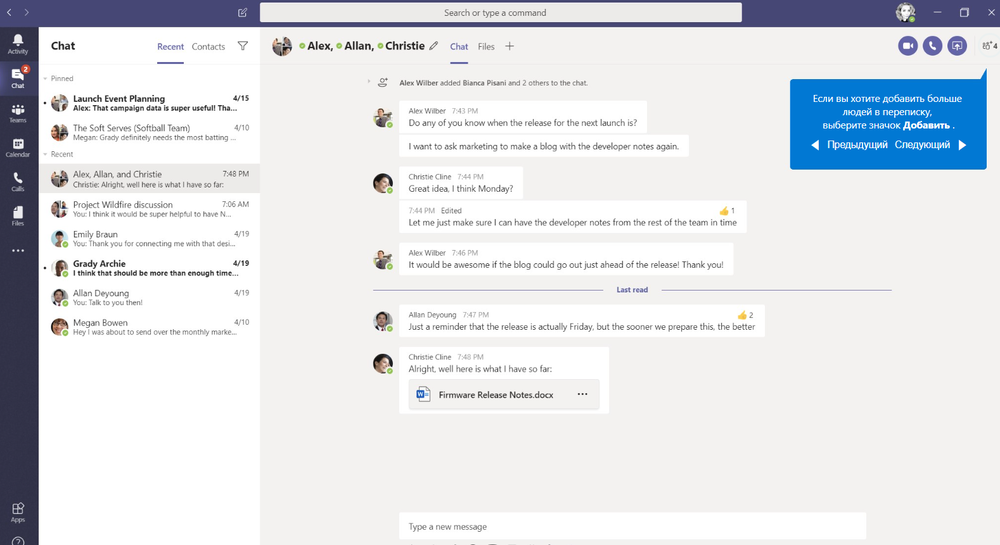 Search or type a command
Activity
Chat
2
Teams
Calendar
Calls
Files
Apps
Chat
Recent
Contacts
Pinned
Launch Event Planning 4/15
Alex: That campaign data is super useful! Tha...
The Soft Serves (Softball Team) 4/10
Megan: Grady definitely needs the most batting ...
Recent
Alex, Allan, and Christie 7:48 PM
Christie: Alright, well here is what I have so far:
Project Wildfire discussion 7:06 AM
You: I think it would be super helpful to have N...
Emily Braun 4/19
You: Thank you for connecting me with that desi...
Grady Archie 4/19
I think that should be more than enough time...
Allan Deyoung 4/19
You: Talk to you then!
Megan Bowen 4/10
Hey I was about to send over the monthly marke...
Alex, Allan, Christie
Chat
Files
4
Alex Wilber added Bianca Pisani and 2 others to the chat.
Alex Wilber 7:43 PM
Do any of you know when the release for the next launch is?
I want to ask marketing to make a blog with the developer notes again.
Christie Cline 7:44 PM
Great idea, I think Monday?
7:44 PM Edited 1
Let me just make sure I can have the developer notes from the rest of the team in time
Alex Wilber 7:46 PM
It would be awesome if the blog could go out just ahead of the release! Thank you!
Last read
Allan Deyoung 7:47 PM 2
Just a reminder that the release is actually Friday, but the sooner we prepare this, the better
Christie Cline 7:48 PM
Alright, well here is what I have so far:
Firmware Release Notes.docx
Type a new message
Если вы хотите добавить больше
людей в переписку,
выберите значок Добавить .
Предыдущий Следующий